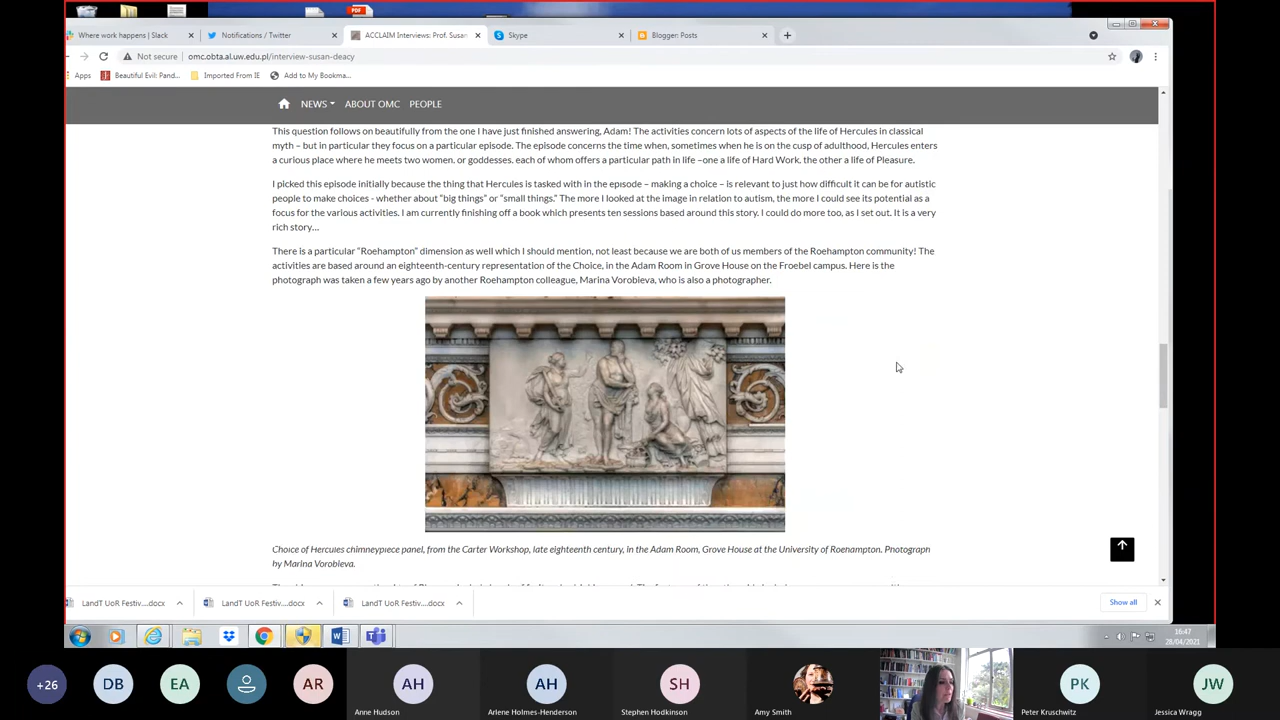 PDF
Where work happens | Slack
Notifications / Twitter
ACCLAIM Interviews: Prof. Susan
Skype
Blogger: Posts
Not secure
omc.obta.al.uw.edu.pl/interview-susan-deacy
Apps
Beautiful Evil: Pand...
Imported From IE
Add to My Bookma...
NEWS
ABOUT OMC
PEOPLE
This question follows on beautifully from the one I have just finished answering, Adam! The activities concern lots of aspects of the life of Hercules in classical
myth – but in particular they focus on a particular episode. The episode concerns the time when, sometimes when he is on the cusp of adulthood, Hercules enters
a curious place where he meets two women. or goddesses. each of whom offers a particular path in life –one a life of Hard Work, the other a life of Pleasure.
I picked this episode initially because the thing that Hercules is tasked with in the episode – making a choice – is relevant to just how difficult it can be for autistic
people to make choices - whether about “big things” or “small things.” The more I looked at the image in relation to autism, the more I could see its potential as a
focus for the various activities. I am currently finishing off a book which presents ten sessions based around this story. I could do more too, as I set out. It is a very
rich story…
There is a particular “Roehampton” dimension as well which I should mention, not least because we are both of us members of the Roehampton community! The
activities are based around an eighteenth-century representation of the Choice, in the Adam Room in Grove House on the Froebel campus. Here is the
photograph was taken a few years ago by another Roehampton colleague, Marina Vorobieva, who is also a photographer.
Choice of Hercules chimneypiece panel, from the Carter Workshop, late eighteenth century, in the Adam Room, Grove House at the University of Roehampton. Photograph
by Marina Vorobieva.
LandT UoR Festiv....docx
LandT UoR Festiv....docx
LandT UoR Festiv....docx
Show all
16:47
28/04/2021
+26
DB
EA
AR
AH
Anne Hudson
AH
Arlene Holmes-Henderson
SH
Stephen Hodkinson
Amy Smith
PK
Peter Kruschwitz
JW
Jessica Wragg